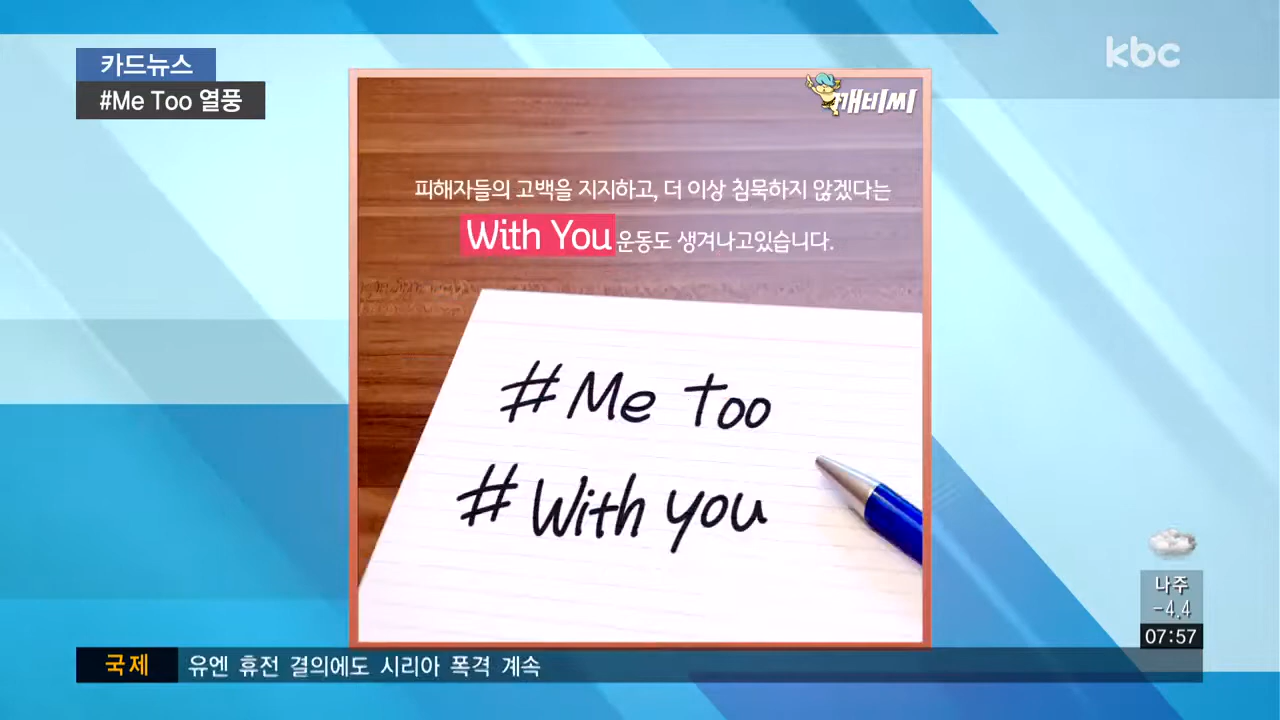 카드뉴스
#Me Too 열풍
kbc
깨비씨
피해자들의 고백을 지지하고, 더 이상 침묵하지 않겠다는
With You 운동도 생겨나고있습니다.
#Me Too
#With you
나주
-4.4
07:57
국제 유엔 휴전 결의에도 시리아 폭격 계속